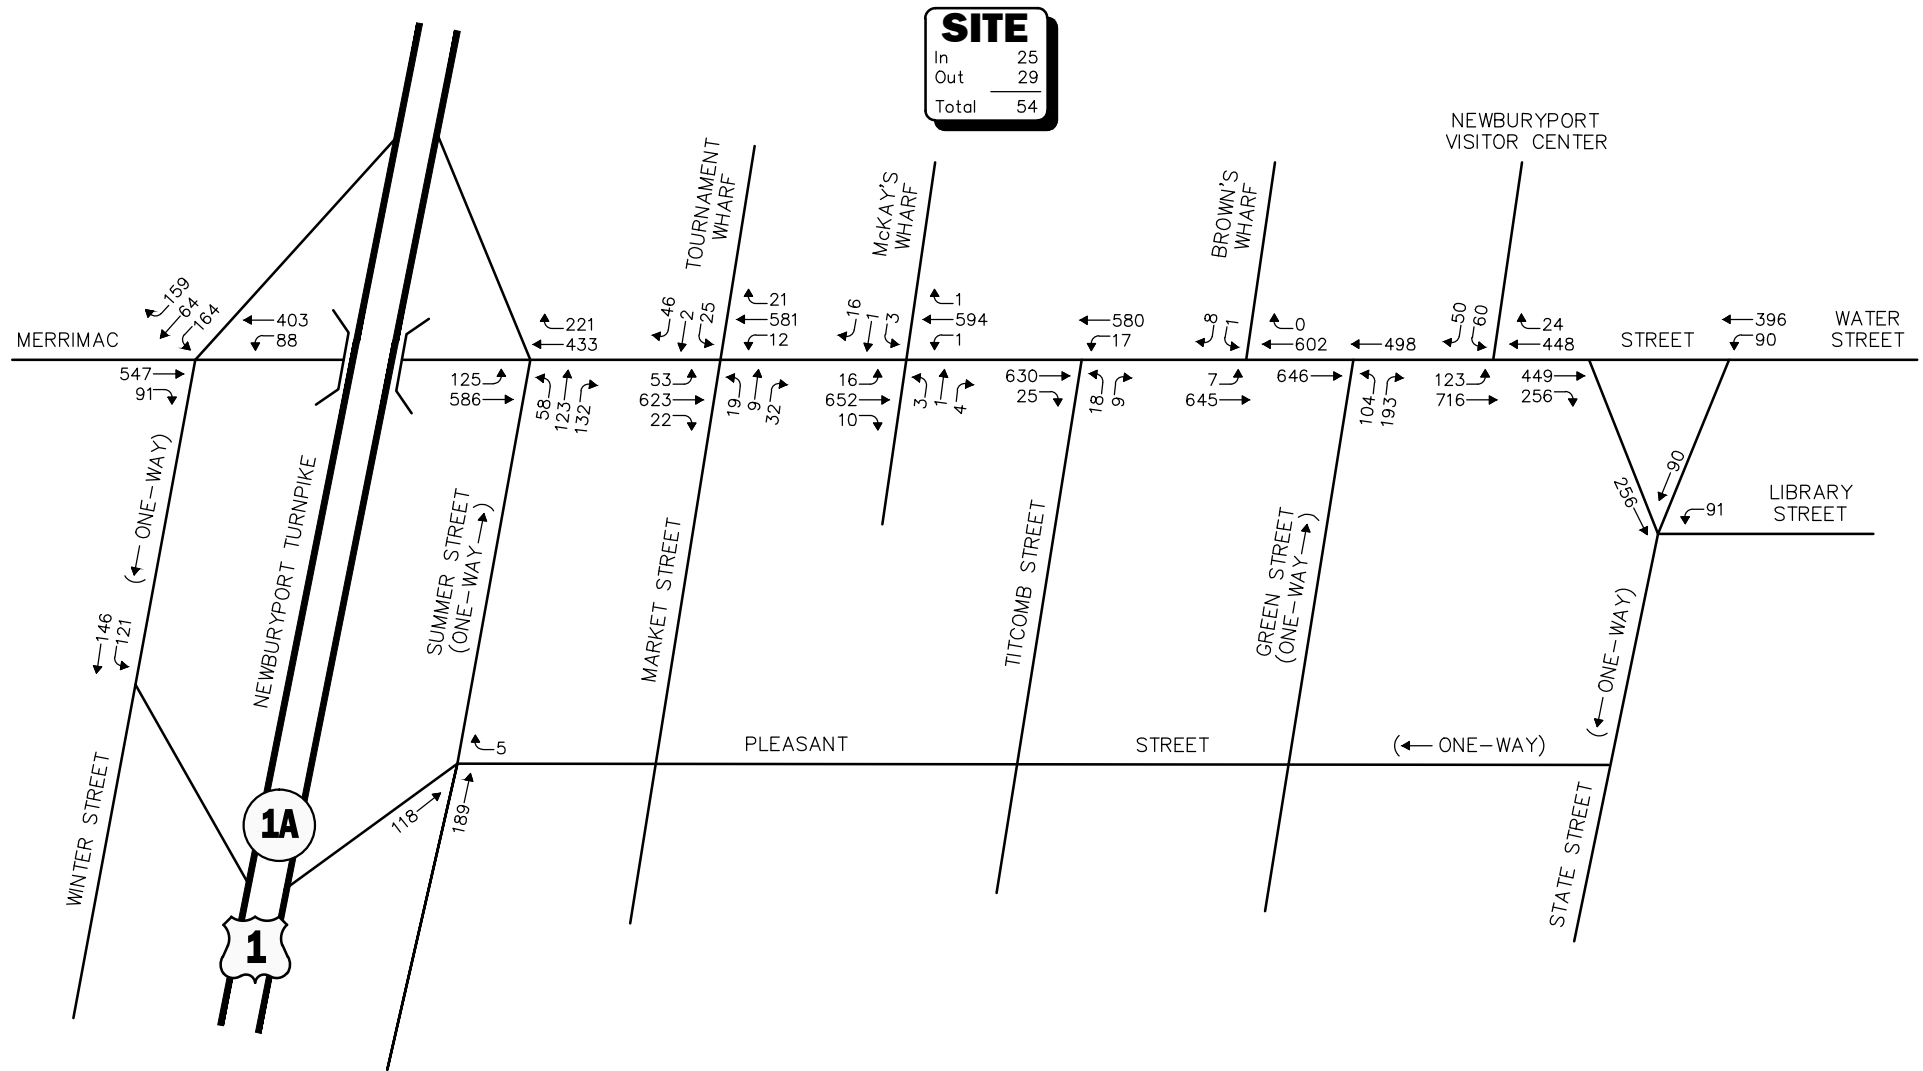 SITE
In 25
Out 29
Total 54
NEWBURYPORT
VISITOR CENTER
TOURNAMENT
WHARF
McKAY'S
WHARF
BROWN'S
WHARF
159
64
164
403
88
221
433
46
2
25
21
581
12
16
1
3
1
594
1
580
17
8
1
0
602
498
50
60
24
448
396
90
MERRIMAC
STREET
WATER
STREET
547
91
125
586
58
123
132
53
623
22
19
9
32
16
652
10
3
1
4
630
25
18
9
7
645
646
104
193
123
716
449
256
(← ONE-WAY)
NEWBURYPORT TURNPIKE
SUMMER STREET
(ONE-WAY →)
MARKET STREET
TITCOMB STREET
GREEN STREET
(ONE-WAY →)
256
90
91
LIBRARY
STREET
(← ONE-WAY)
146
121
5
PLEASANT
STREET
(← ONE-WAY)
WINTER STREET
118
189
STATE STREET
1A
1